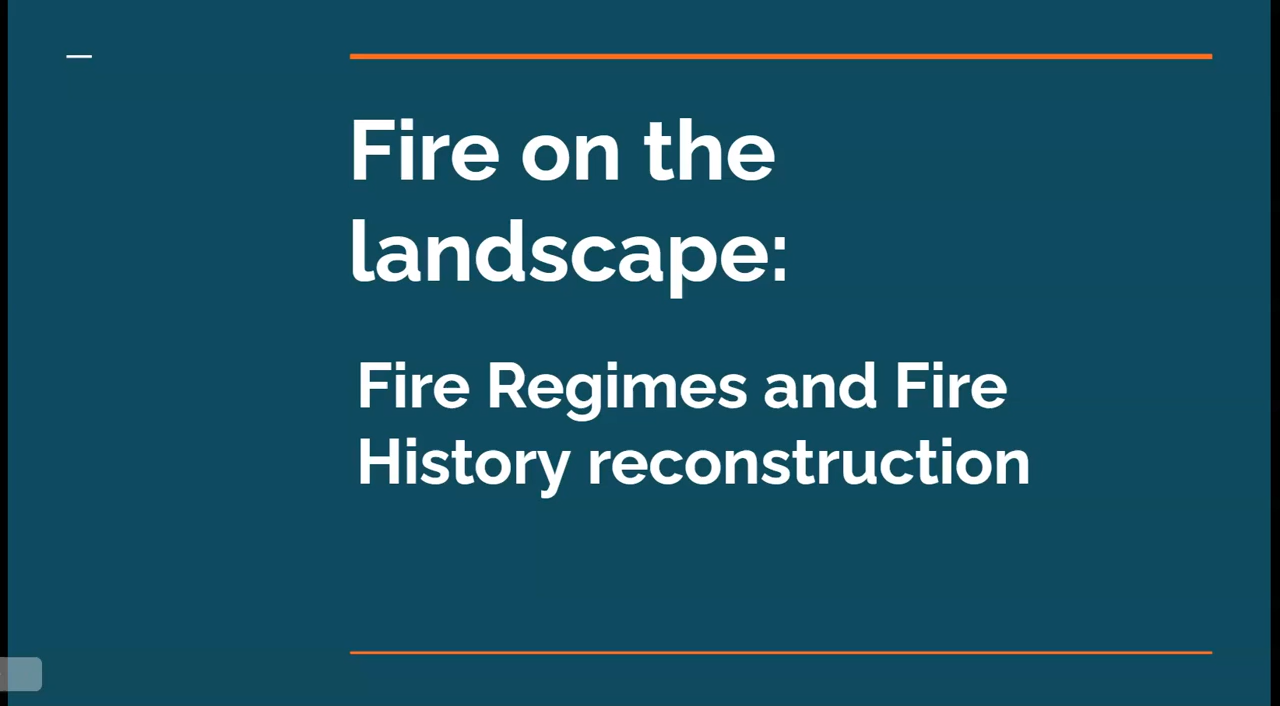 Fire on the
landscape:
Fire Regimes and Fire
History reconstruction